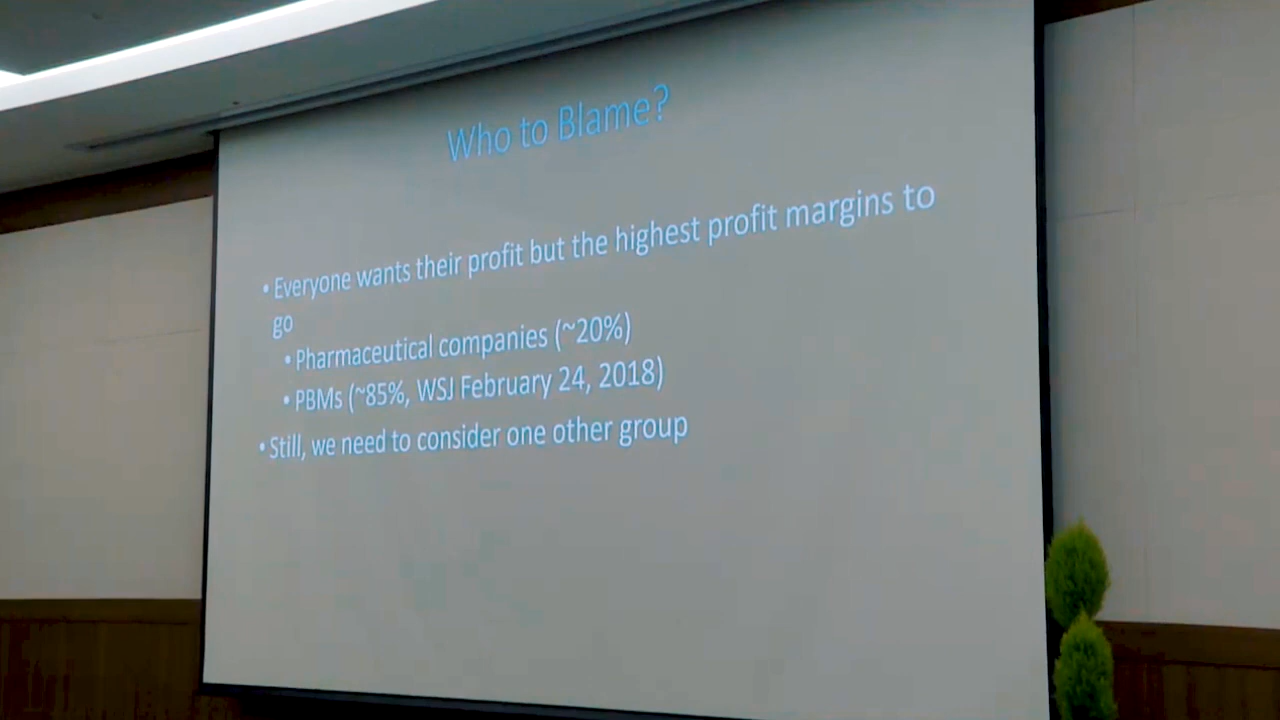 Who to Blame?
• Everyone wants their profit but the highest profit margins to
go
• Pharmaceutical companies (~20%)
• PBMs (~85%, WSJ February 24, 2018)
• Still, we need to consider one other group